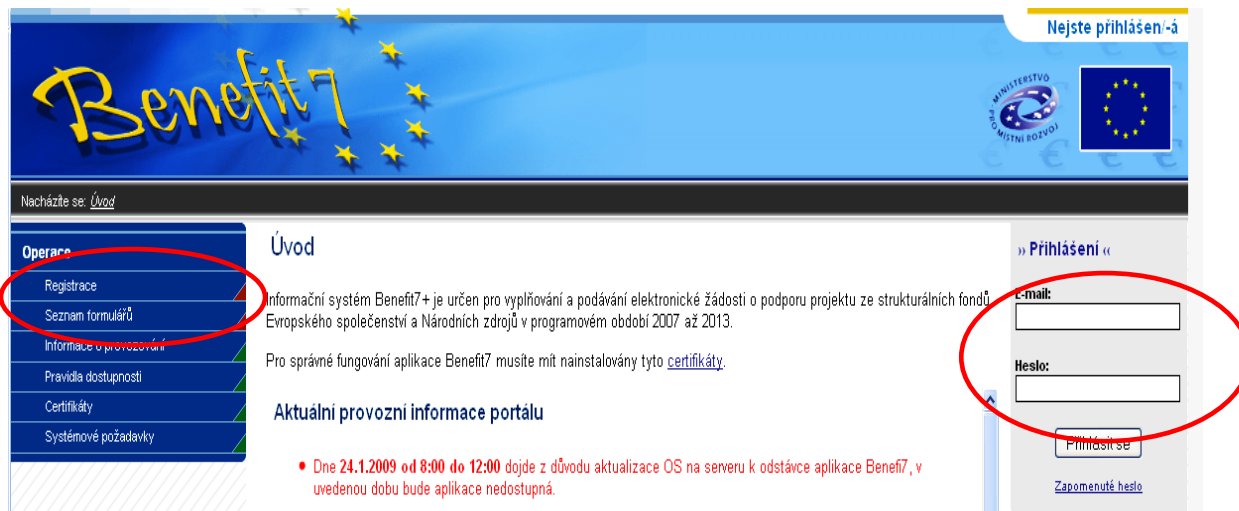 Nejste přihlášen/-á
Benefit7
MINISTERSTVO
PRO MÍSTNÍ ROZVOJ
Nacházíte se: Úvod
Operace
Registrace
Seznam formulářů
Informace o provozování
Pravidla dostupnosti
Certifikáty
Systémové požadavky
Úvod
Informační systém Benefit7+ je určen pro vyplňování a podávání elektronické žádosti o podporu projektu ze strukturálních fondů
Evropského společenství a Národních zdrojů v programovém období 2007 až 2013.
Pro správné fungování aplikace Benefit7 musíte mít nainstalovány tyto certifikáty.
Aktuální provozní informace portálu
• Dne 24.1.2009 od 8:00 do 12:00 dojde z důvodu aktualizace OS na serveru k odstávce aplikace Benefi7, v
uvedenou dobu bude aplikace nedostupná.
» Přihlášení «
E-mail:
Heslo:
Přihlásit se
Zapomenuté heslo